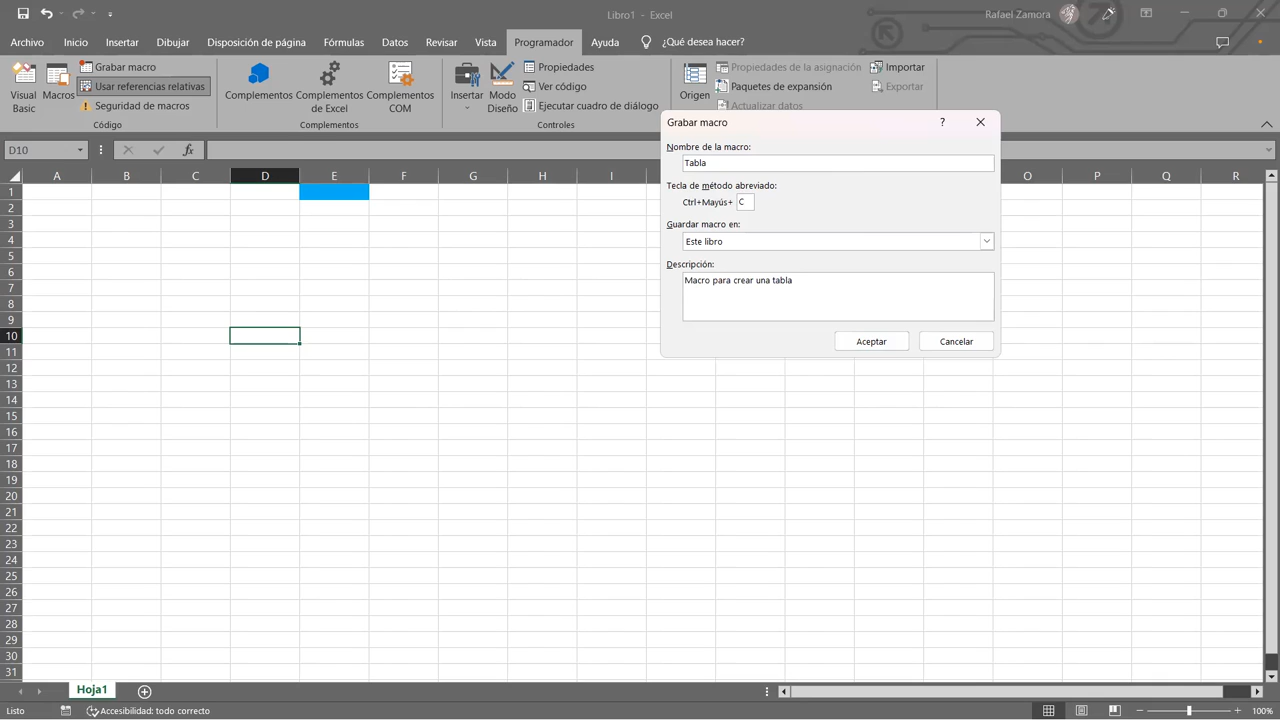 Libro1 - Excel
Rafael Zamora
Archivo Inicio Insertar Dibujar Disposición de página Fórmulas Datos Revisar Vista Programador Ayuda ¿Qué desea hacer?
Visual Basic
Macros
Grabar macro
Usar referencias relativas
Seguridad de macros
Código
Complementos
Complementos de Excel
Complementos COM
Complementos
Insertar
Modo Diseño
Propiedades
Ver código
Ejecutar cuadro de diálogo
Controles
Origen
Propiedades de la asignación
Paquetes de expansión
Actualizar datos
Importar
Exportar
D10
fx
A B C D E F G H I O P Q R
1
2
3
4
5
6
7
8
9
10
11
12
13
14
15
16
17
18
19
20
21
22
23
24
25
26
27
28
29
30
31
Grabar macro
?
Nombre de la macro:
Tabla
Tecla de método abreviado:
Ctrl+Mayús+ C
Guardar macro en:
Este libro
Descripción:
Macro para crear una tabla
Aceptar Cancelar
Hoja1
Listo
Accesibilidad: todo correcto
100%